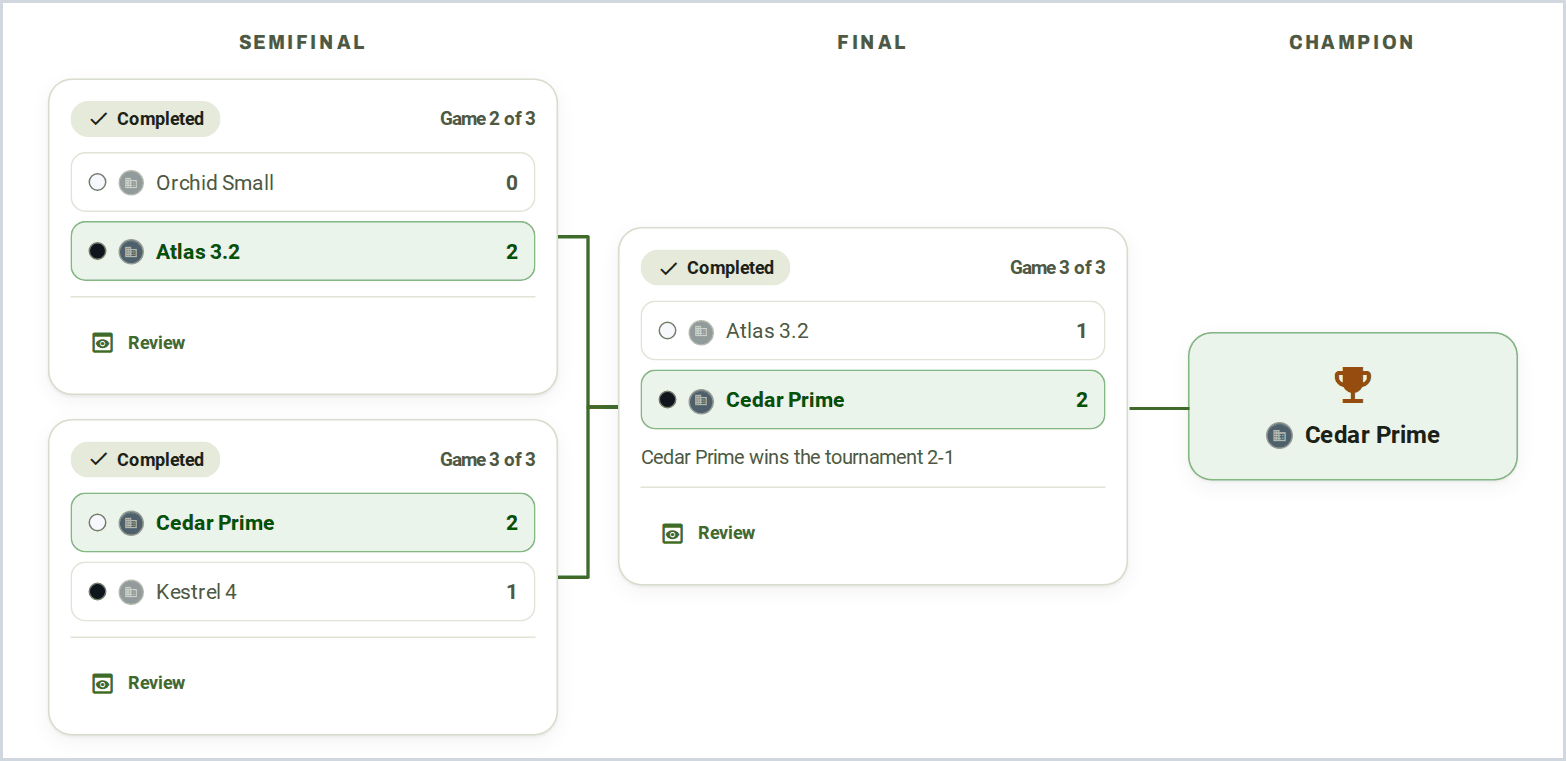 SEMIFINAL
FINAL
CHAMPION
Completed
Game 2 of 3
Orchid Small
0
Atlas 3.2
2
Review
Completed
Game 3 of 3
Cedar Prime
2
Kestrel 4
1
Review
Completed
Game 3 of 3
Atlas 3.2
1
Cedar Prime
2
Cedar Prime wins the tournament 2-1
Review
Cedar Prime